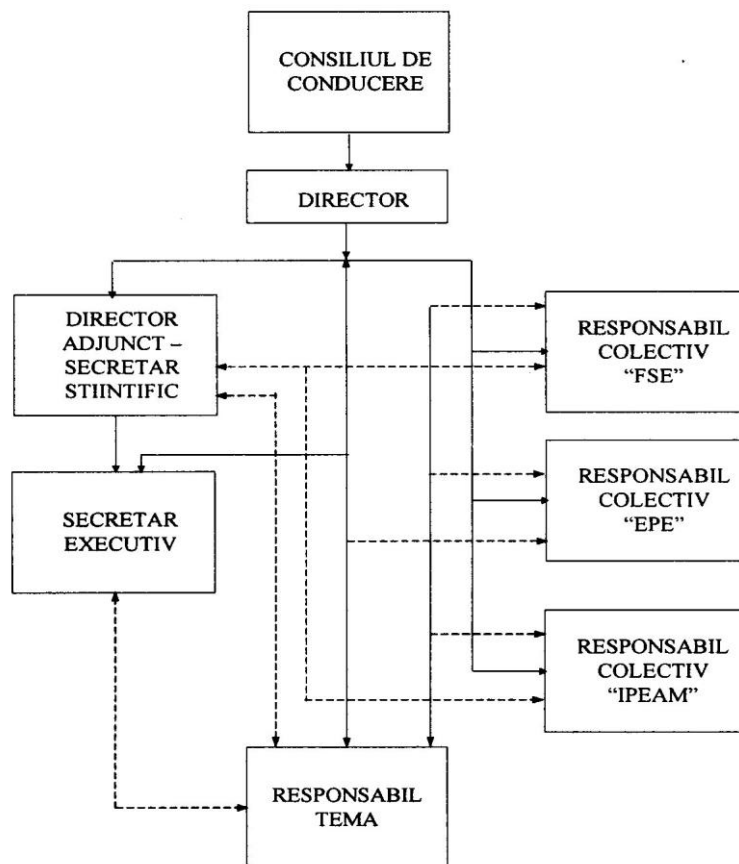 CONSILIUL DE
CONDUCERE
DIRECTOR
DIRECTOR
ADJUNCT –
SECRETAR
STIINTIFIC
RESPONSABIL
COLECTIV
“FSE”
SECRETAR
EXECUTIV
RESPONSABIL
COLECTIV
“EPE”
RESPONSABIL
COLECTIV
“IPEAM”
RESPONSABIL
TEMA